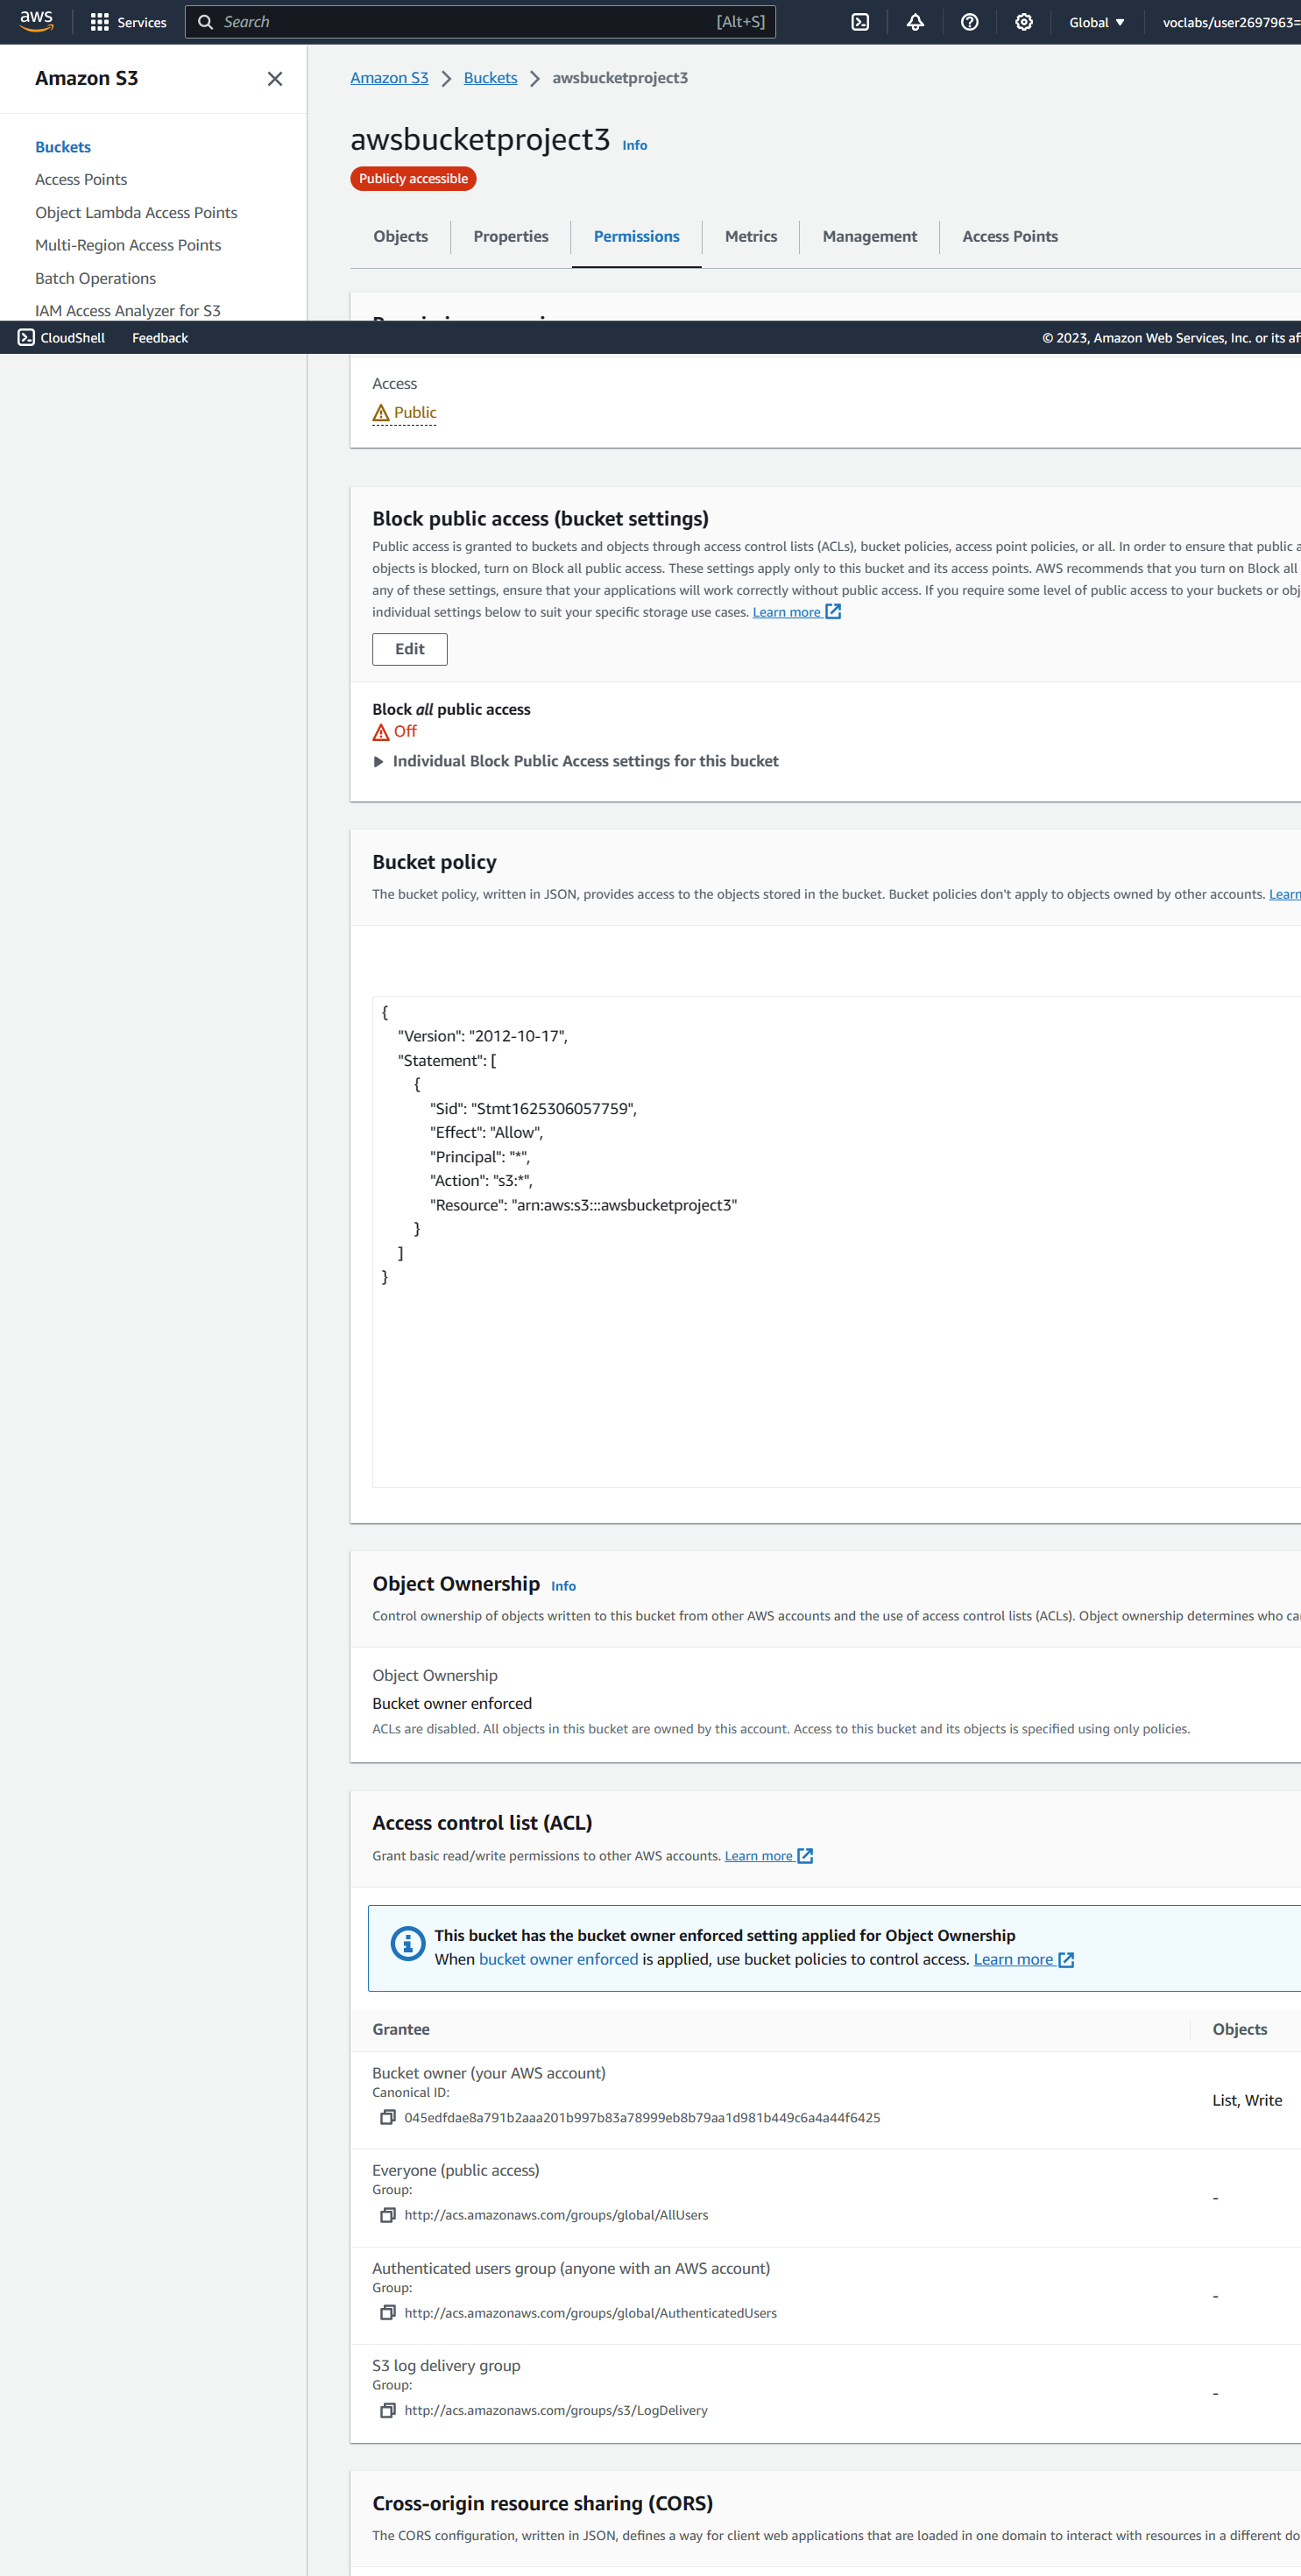 aws
Services
Search
[Alt+S]
Global
voclabs/user2697963=
Amazon S3
Buckets
Access Points
Object Lambda Access Points
Multi-Region Access Points
Batch Operations
IAM Access Analyzer for S3
Amazon S3 > Buckets > awsbucketproject3
awsbucketproject3 Info
Publicly accessible
Objects
Properties
Permissions
Metrics
Management
Access Points
CloudShell
Feedback
© 2023, Amazon Web Services, Inc. or its af
Access
Public
Block public access (bucket settings)
Public access is granted to buckets and objects through access control lists (ACLs), bucket policies, access point policies, or all. In order to ensure that public a
objects is blocked, turn on Block all public access. These settings apply only to this bucket and its access points. AWS recommends that you turn on Block all
any of these settings, ensure that your applications will work correctly without public access. If you require some level of public access to your buckets or obj
individual settings below to suit your specific storage use cases. Learn more
Edit
Block all public access
Off
Individual Block Public Access settings for this bucket
Bucket policy
The bucket policy, written in JSON, provides access to the objects stored in the bucket. Bucket policies don't apply to objects owned by other accounts. Learn
{
"Version": "2012-10-17",
"Statement": [
{
"Sid": "Stmt1625306057759",
"Effect": "Allow",
"Principal": "*",
"Action": "s3:*",
"Resource": "arn:aws:s3:::awsbucketproject3"
}
]
}
Object Ownership Info
Control ownership of objects written to this bucket from other AWS accounts and the use of access control lists (ACLs). Object ownership determines who ca
Object Ownership
Bucket owner enforced
ACLs are disabled. All objects in this bucket are owned by this account. Access to this bucket and its objects is specified using only policies.
Access control list (ACL)
Grant basic read/write permissions to other AWS accounts. Learn more
This bucket has the bucket owner enforced setting applied for Object Ownership
When bucket owner enforced is applied, use bucket policies to control access. Learn more
Grantee
Objects
Bucket owner (your AWS account)
Canonical ID:
045edfdae8a791b2aaa201b997b83a78999eb8b79aa1d981b449c6a4a44f6425
List, Write
Everyone (public access)
Group:
http://acs.amazonaws.com/groups/global/AllUsers
-
Authenticated users group (anyone with an AWS account)
Group:
http://acs.amazonaws.com/groups/global/AuthenticatedUsers
-
S3 log delivery group
Group:
http://acs.amazonaws.com/groups/s3/LogDelivery
-
Cross-origin resource sharing (CORS)
The CORS configuration, written in JSON, defines a way for client web applications that are loaded in one domain to interact with resources in a different do